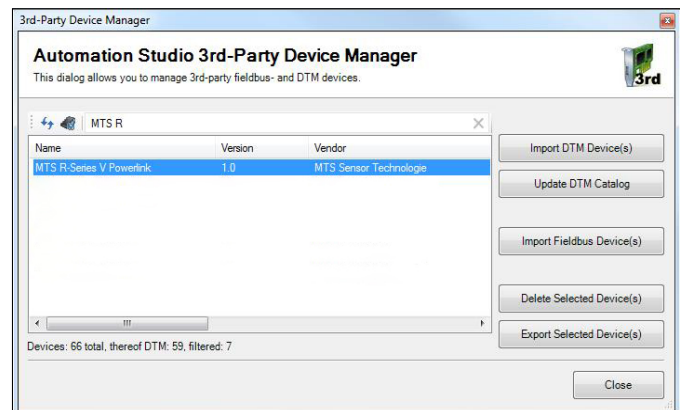 3rd-Party Device Manager
Automation Studio 3rd-Party Device Manager
This dialog allows you to manage 3rd-party fieldbus- and DTM devices.
3rd
MTS R
Name Version Vendor
MTS R-Series V Powerlink 1.0 MTS Sensor Technologie
Import DTM Device(s)
Update DTM Catalog
Import Fieldbus Device(s)
Delete Selected Device(s)
Export Selected Device(s)
Devices: 66 total, thereof DTM: 59, filtered: 7
Close